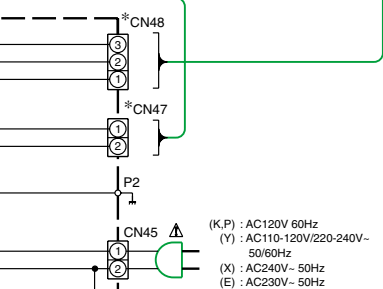 *CN48
3
2
1
*CN47
1
2
P2
CN45
1
2
(K,P) : AC120V 60Hz
(Y) : AC110-120V/220-240V~
50/60Hz
(X) : AC240V~ 50Hz
(E) : AC230V~ 50Hz